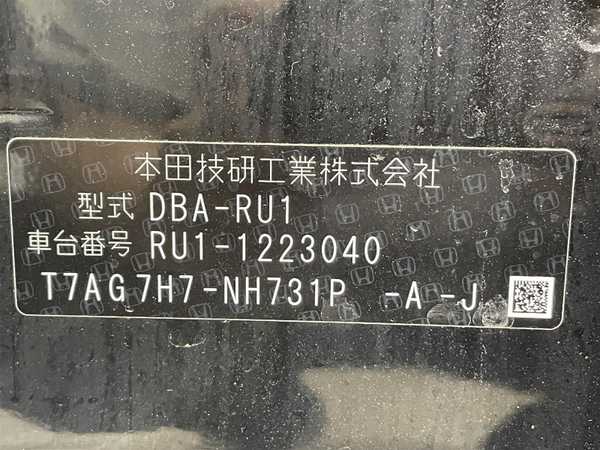 本田技研工業株式会社
型式 DBA-RU1
車台番号 RU1-1223040
T7AG7H7-NH731P -A-J